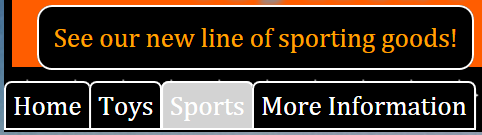 See our new line of sporting goods!
Home Toys Sports More Information